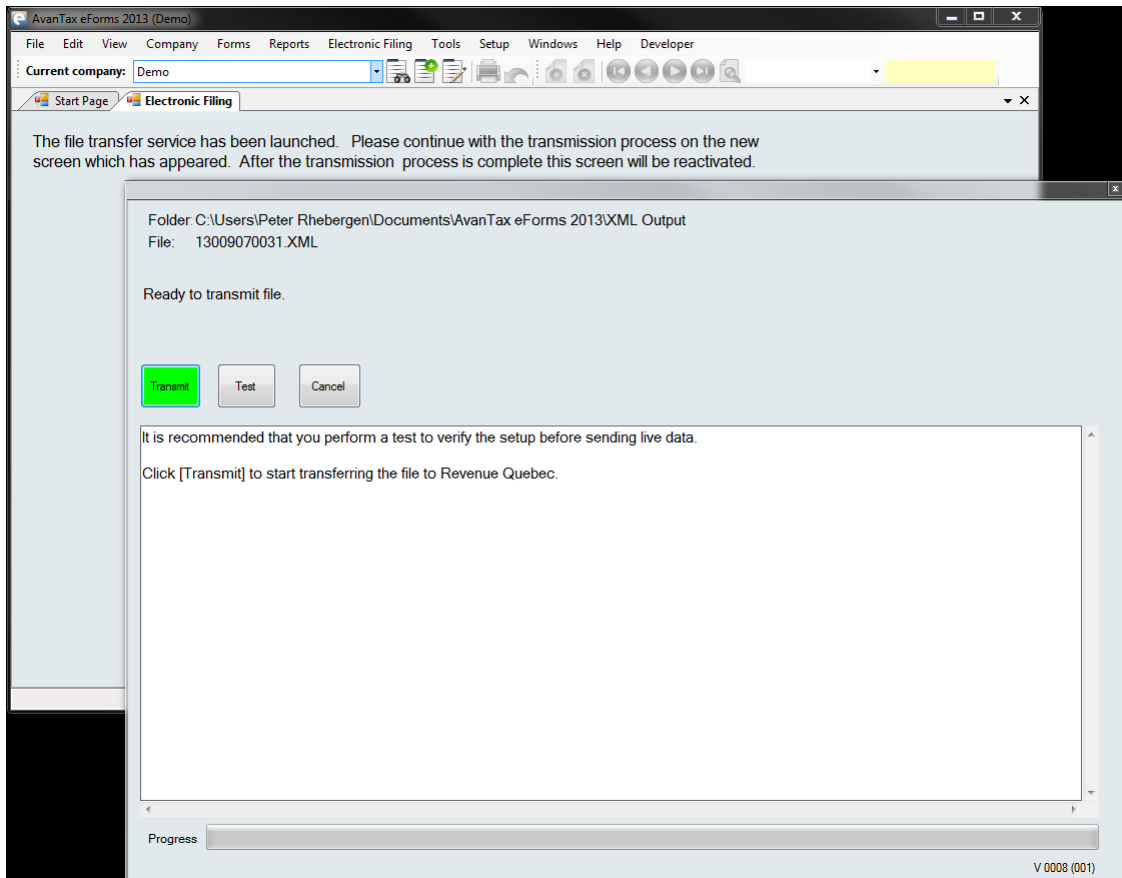 AvanTax eForms 2013 (Demo)
File Edit View Company Forms Reports Electronic Filing Tools Setup Windows Help Developer
Current company: Demo
Start Page Electronic Filing
The file transfer service has been launched. Please continue with the transmission process on the new
screen which has appeared. After the transmission process is complete this screen will be reactivated.
Folder: C:\Users\Peter Rhebergen\Documents\AvanTax eForms 2013\XML Output
File: 13009070031.XML
Ready to transmit file.
Transmit Test Cancel
It is recommended that you perform a test to verify the setup before sending live data.
Click [Transmit] to start transferring the file to Revenue Quebec.
Progress
V 0008 (001)